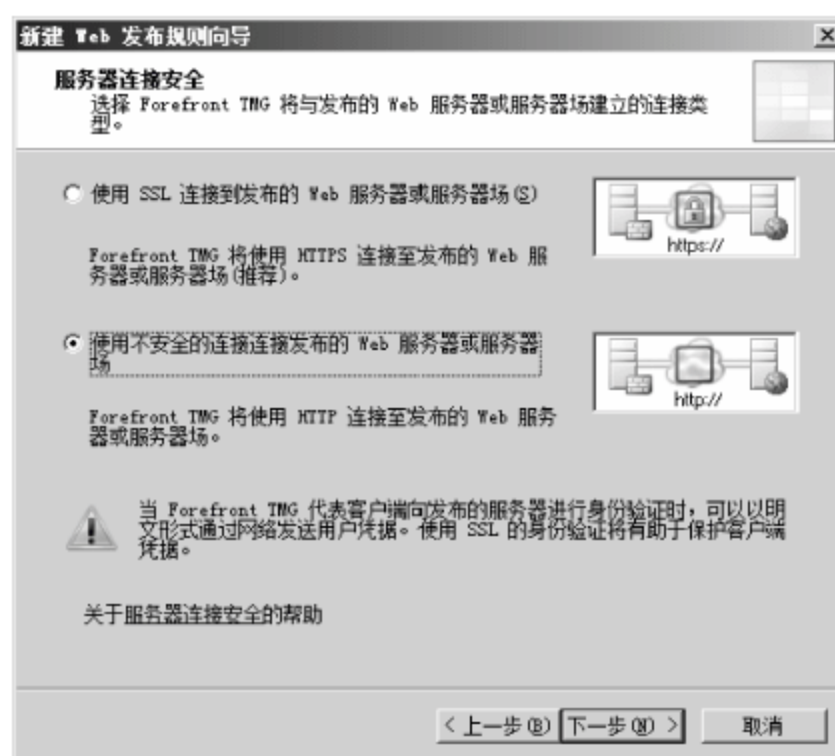 新建 Web 发布规则向导
服务器连接安全
选择 Forefront TMG 将与发布的 Web 服务器或服务器场建立的连接类
型。
使用 SSL 连接到发布的 Web 服务器或服务器场(S)
https://
Forefront TMG 将使用 HTTPS 连接至发布的 Web 服
务器或服务器场(推荐)。
使用不安全的连接连接发布的 Web 服务器或服务器
场
http://
Forefront TMG 将使用 HTTP 连接至发布的 Web 服务
器或服务器场。
当 Forefront TMG 代表客户端向发布的服务器进行身份验证时，可以以明
文形式通过网络发送用户凭据。使用 SSL 的身份验证将有助于保护客户端
凭据。
关于服务器连接安全的帮助
< 上一步(B) 下一步(N) > 取消